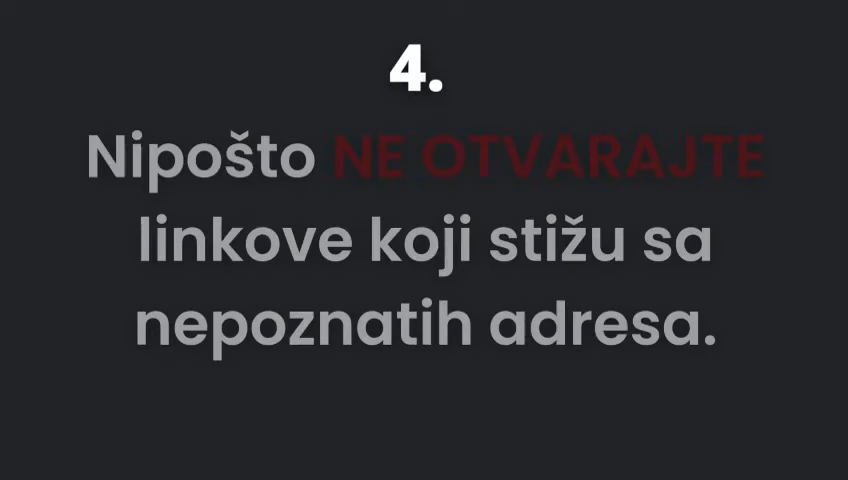 4.
Nipošto NE OTVARAJTE
linkove koji stižu sa
nepoznatih adresa.